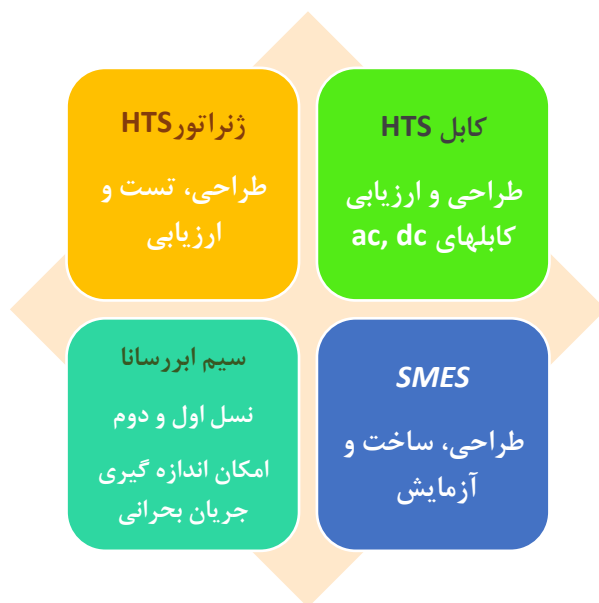 کابل HTS
طراحی و ارزیابی
کابلهای ac, dc
ژنراتورHTS
طراحی، تست و
ارزیابی
SMES
طراحی، ساخت و
آزمایش
سیم ابررسانا
نسل اول و دوم
امکان اندازه گیری
جریان بحرانی